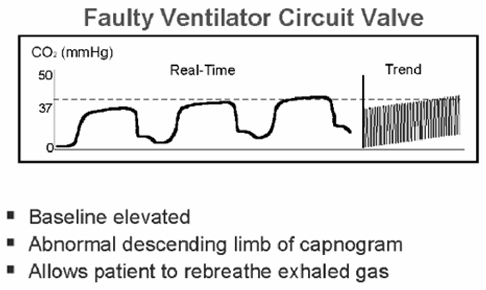 Faulty Ventilator Circuit Valve
CO₂ (mmHg)
50
Real-Time
Trend
37
0
▪ Baseline elevated
▪ Abnormal descending limb of capnogram
▪ Allows patient to rebreathe exhaled gas